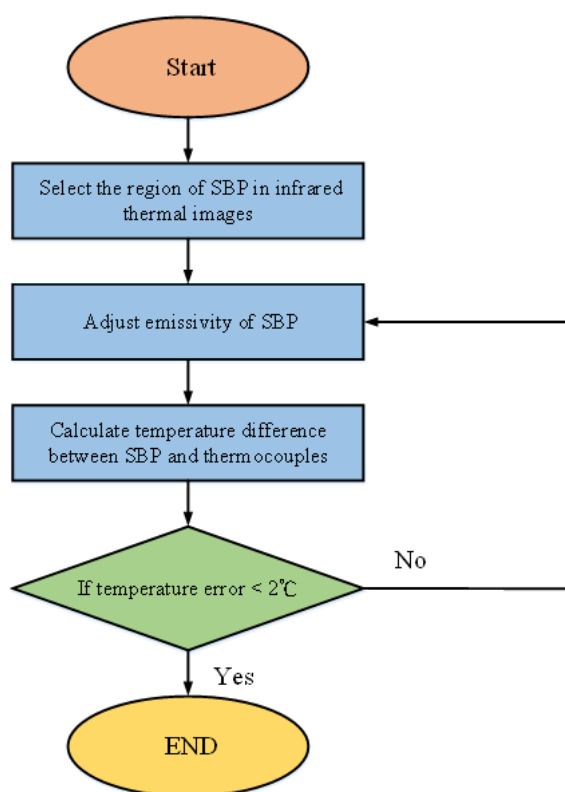 Start
Select the region of SBP in infrared
thermal images
Adjust emissivity of SBP
Calculate temperature difference
between SBP and thermocouples
If temperature error < 2℃
No
Yes
END